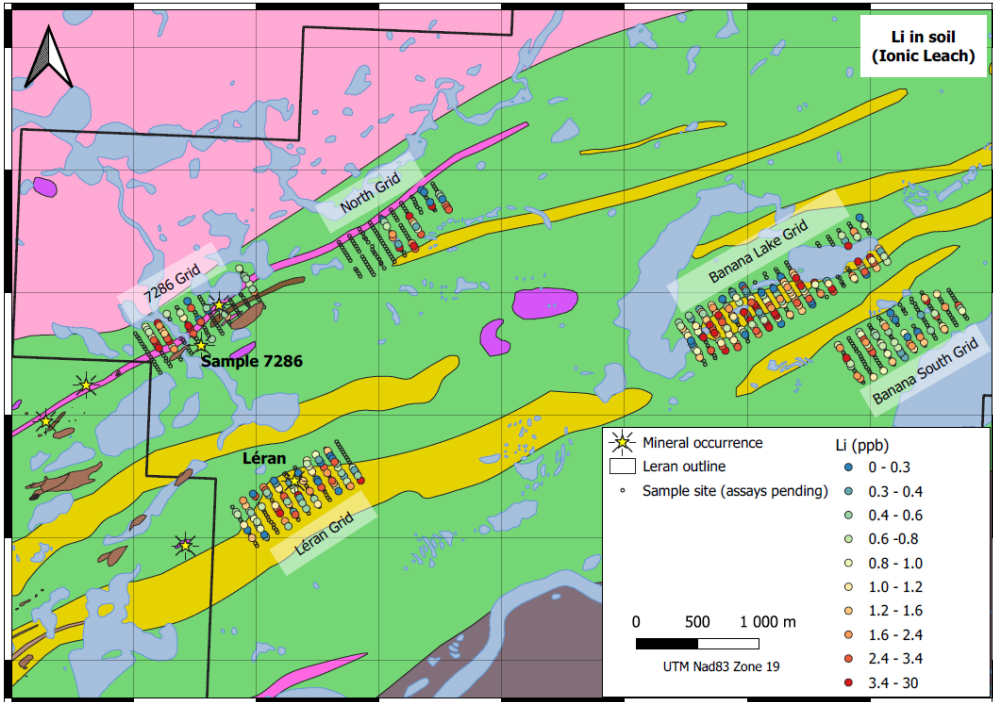 Li in soil
(Ionic Leach)
North Grid
7286 Grid
Banana Lake Grid
Sample 7286
Banana South Grid
Léran
Léran Grid
Mineral occurrence
Leran outline
Sample site (assays pending)
Li (ppb)
0 - 0.3
0.3 - 0.4
0.4 - 0.6
0.6 -0.8
0.8 - 1.0
1.0 - 1.2
1.2 - 1.6
1.6 - 2.4
2.4 - 3.4
3.4 - 30
0 500 1 000 m
UTM Nad83 Zone 19